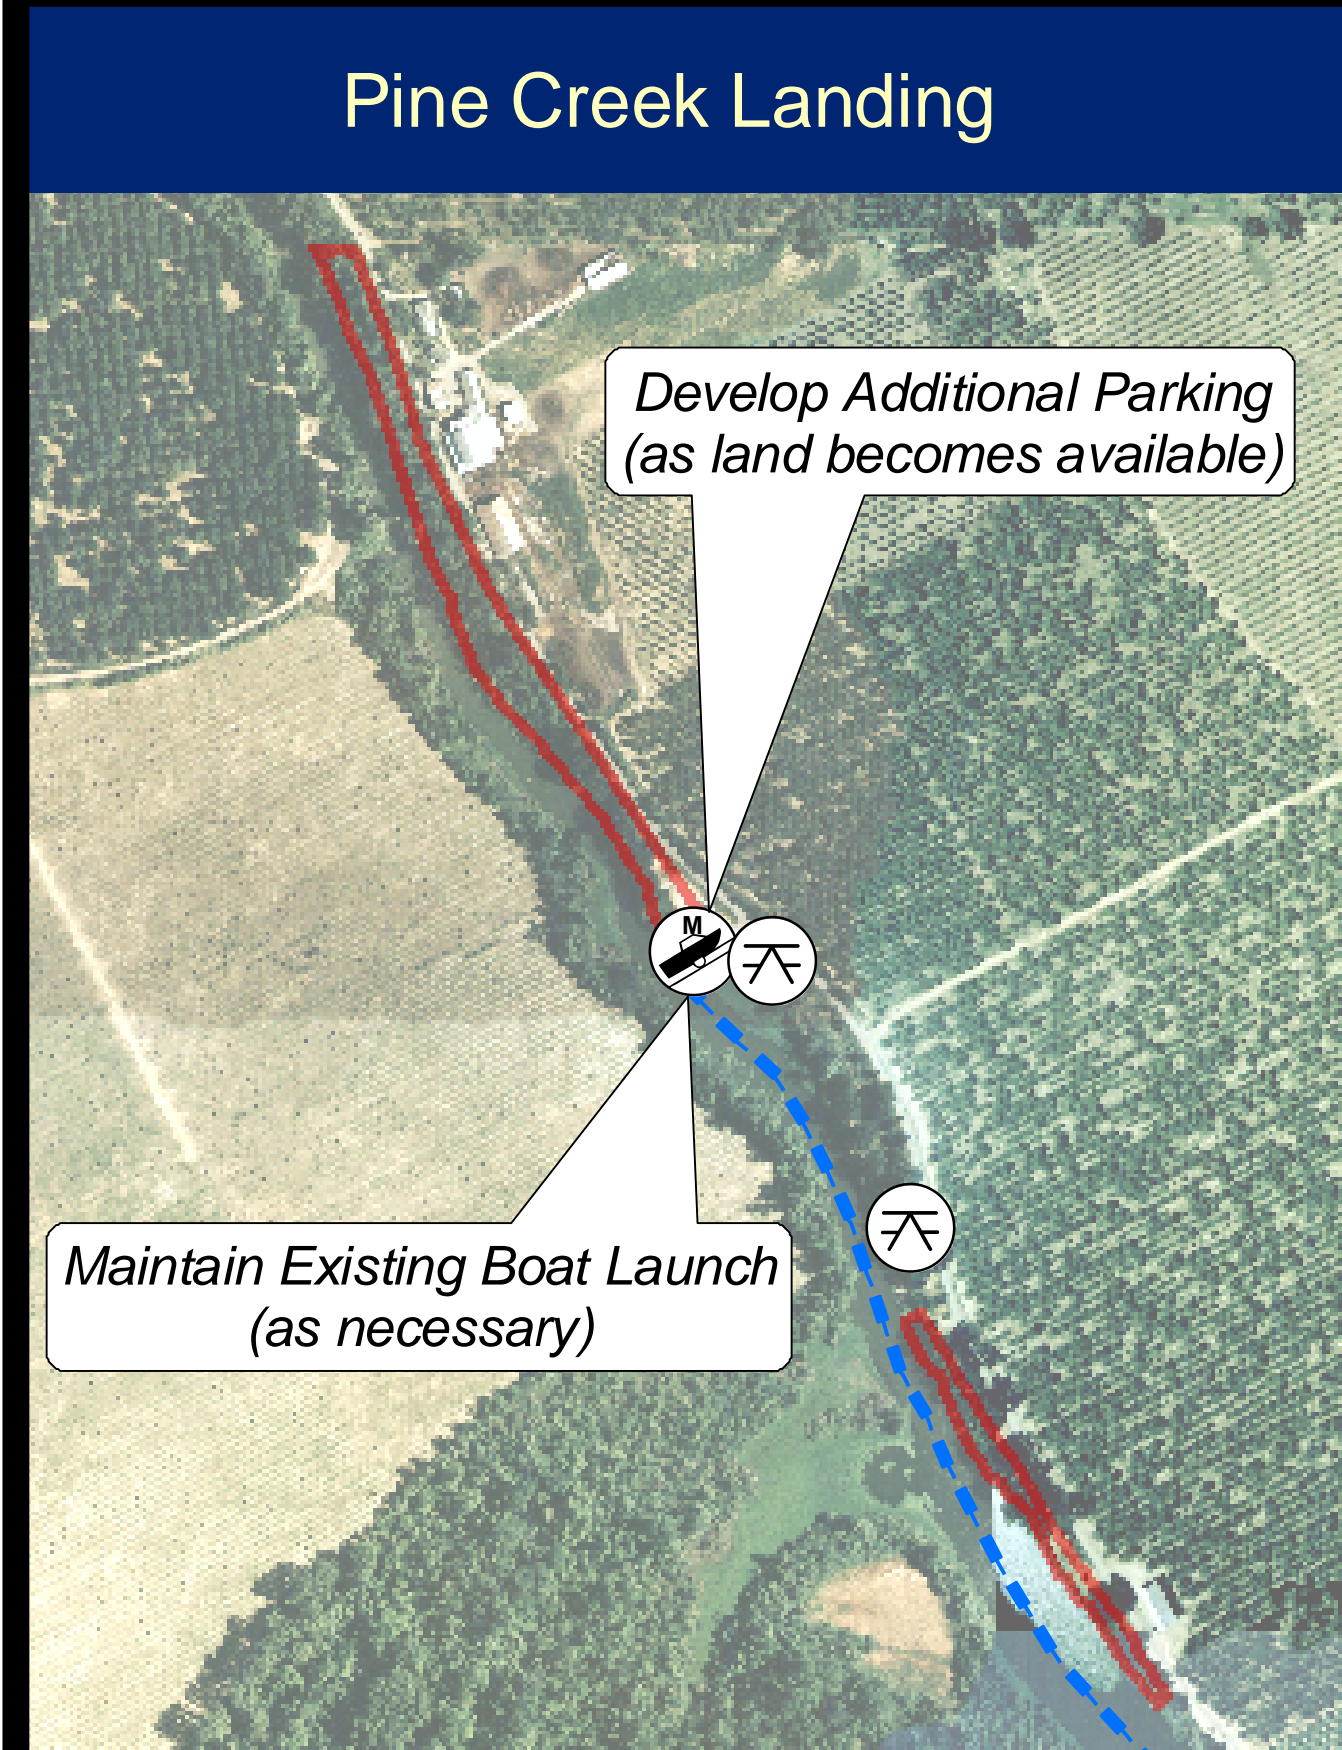 Pine Creek Landing
Develop Additional Parking
(as land becomes available)
M
Maintain Existing Boat Launch
(as necessary)